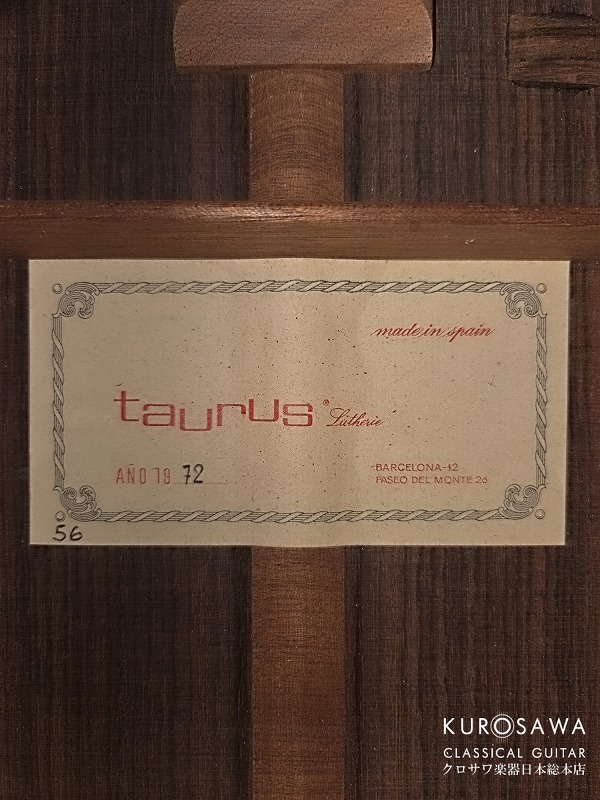 made in spain
taurus® Lutherie
AÑO 19 72
BARCELONA-12
PASEO DEL MONTE 26
56
KUROSAWA
CLASSICAL GUITAR
クロサワ楽器日本総本店